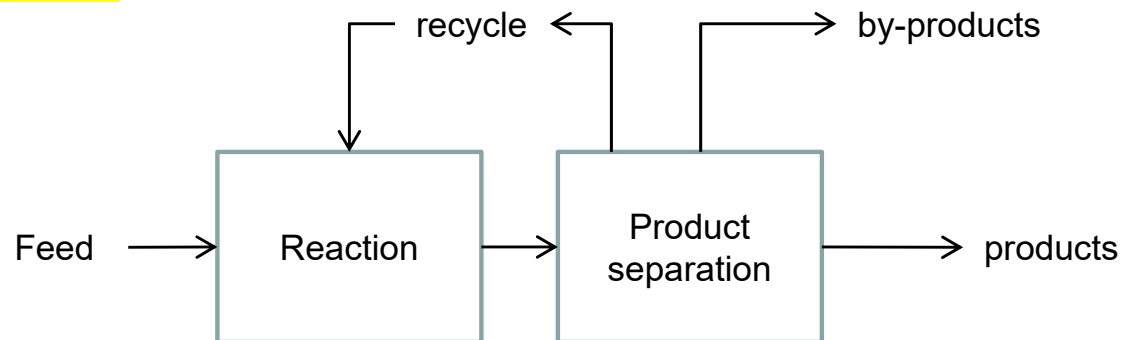 recycle
by-products
Feed
Reaction
Product
separation
products